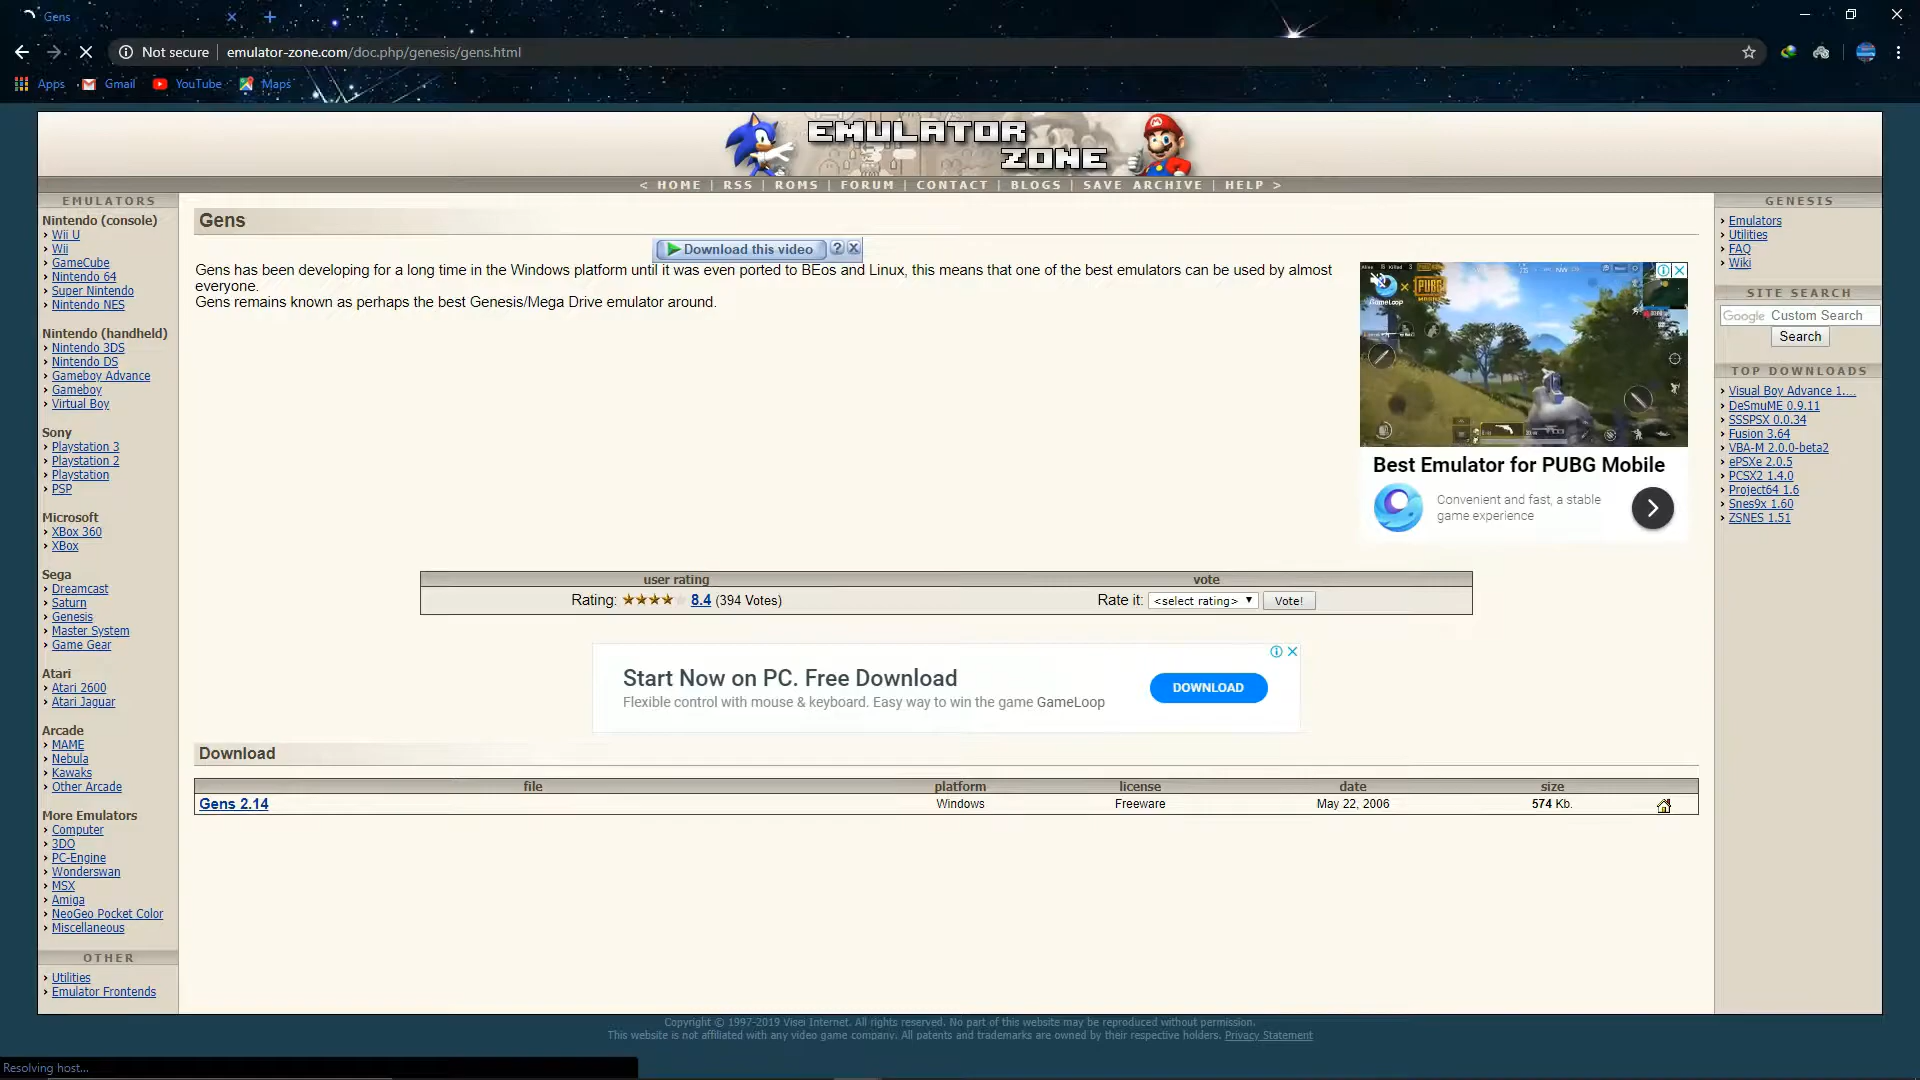 Gens
Not secure
emulator-zone.com/doc.php/genesis/gens.html
Apps
Gmail
YouTube
Maps
EMULATOR
ZONE
< HOME | RSS | ROMS | FORUM | CONTACT | BLOGS | SAVE ARCHIVE | HELP >
EMULATORS
Nintendo (console)
Wii U
Wii
GameCube
Nintendo 64
Super Nintendo
Nintendo NES
Nintendo (handheld)
Nintendo 3DS
Nintendo DS
Gameboy Advance
Gameboy
Virtual Boy
Sony
Playstation 3
Playstation 2
Playstation
PSP
Microsoft
XBox 360
XBox
Sega
Dreamcast
Saturn
Genesis
Master System
Game Gear
Atari
Atari 2600
Atari Jaguar
Arcade
MAME
Nebula
Kawaks
Other Arcade
More Emulators
Computer
3DO
PC-Engine
Wonderswan
MSX
Amiga
NeoGeo Pocket Color
Miscellaneous
OTHER
Utilities
Emulator Frontends
Gens
Download this video
Gens has been developing for a long time in the Windows platform until it was even ported to BEos and Linux, this means that one of the best emulators can be used by almost
everyone.
Gens remains known as perhaps the best Genesis/Mega Drive emulator around.
GameLoop
PUBG
MOBILE
Best Emulator for PUBG Mobile
Convenient and fast, a stable
game experience
user rating vote
Rating: 8.4 (394 Votes) Rate it: <select rating> Vote!
Start Now on PC. Free Download
Flexible control with mouse & keyboard. Easy way to win the game GameLoop
DOWNLOAD
Download
file platform license date size
Gens 2.14 Windows Freeware May 22, 2006 574 Kb.
GENESIS
Emulators
Utilities
FAQ
Wiki
SITE SEARCH
Google Custom Search
Search
TOP DOWNLOADS
Visual Boy Advance 1....
DeSmuME 0.9.11
SSSPSX 0.0.34
Fusion 3.64
VBA-M 2.0.0-beta2
ePSXe 2.0.5
PCSX2 1.4.0
Project64 1.6
Snes9x 1.60
ZSNES 1.51
Copyright © 1997-2019 Visei Internet. All rights reserved. No part of this website may be reproduced without permission.
This website is not affiliated with any video game company. All patents and trademarks are owned by their respective holders. Privacy Statement
Resolving host...